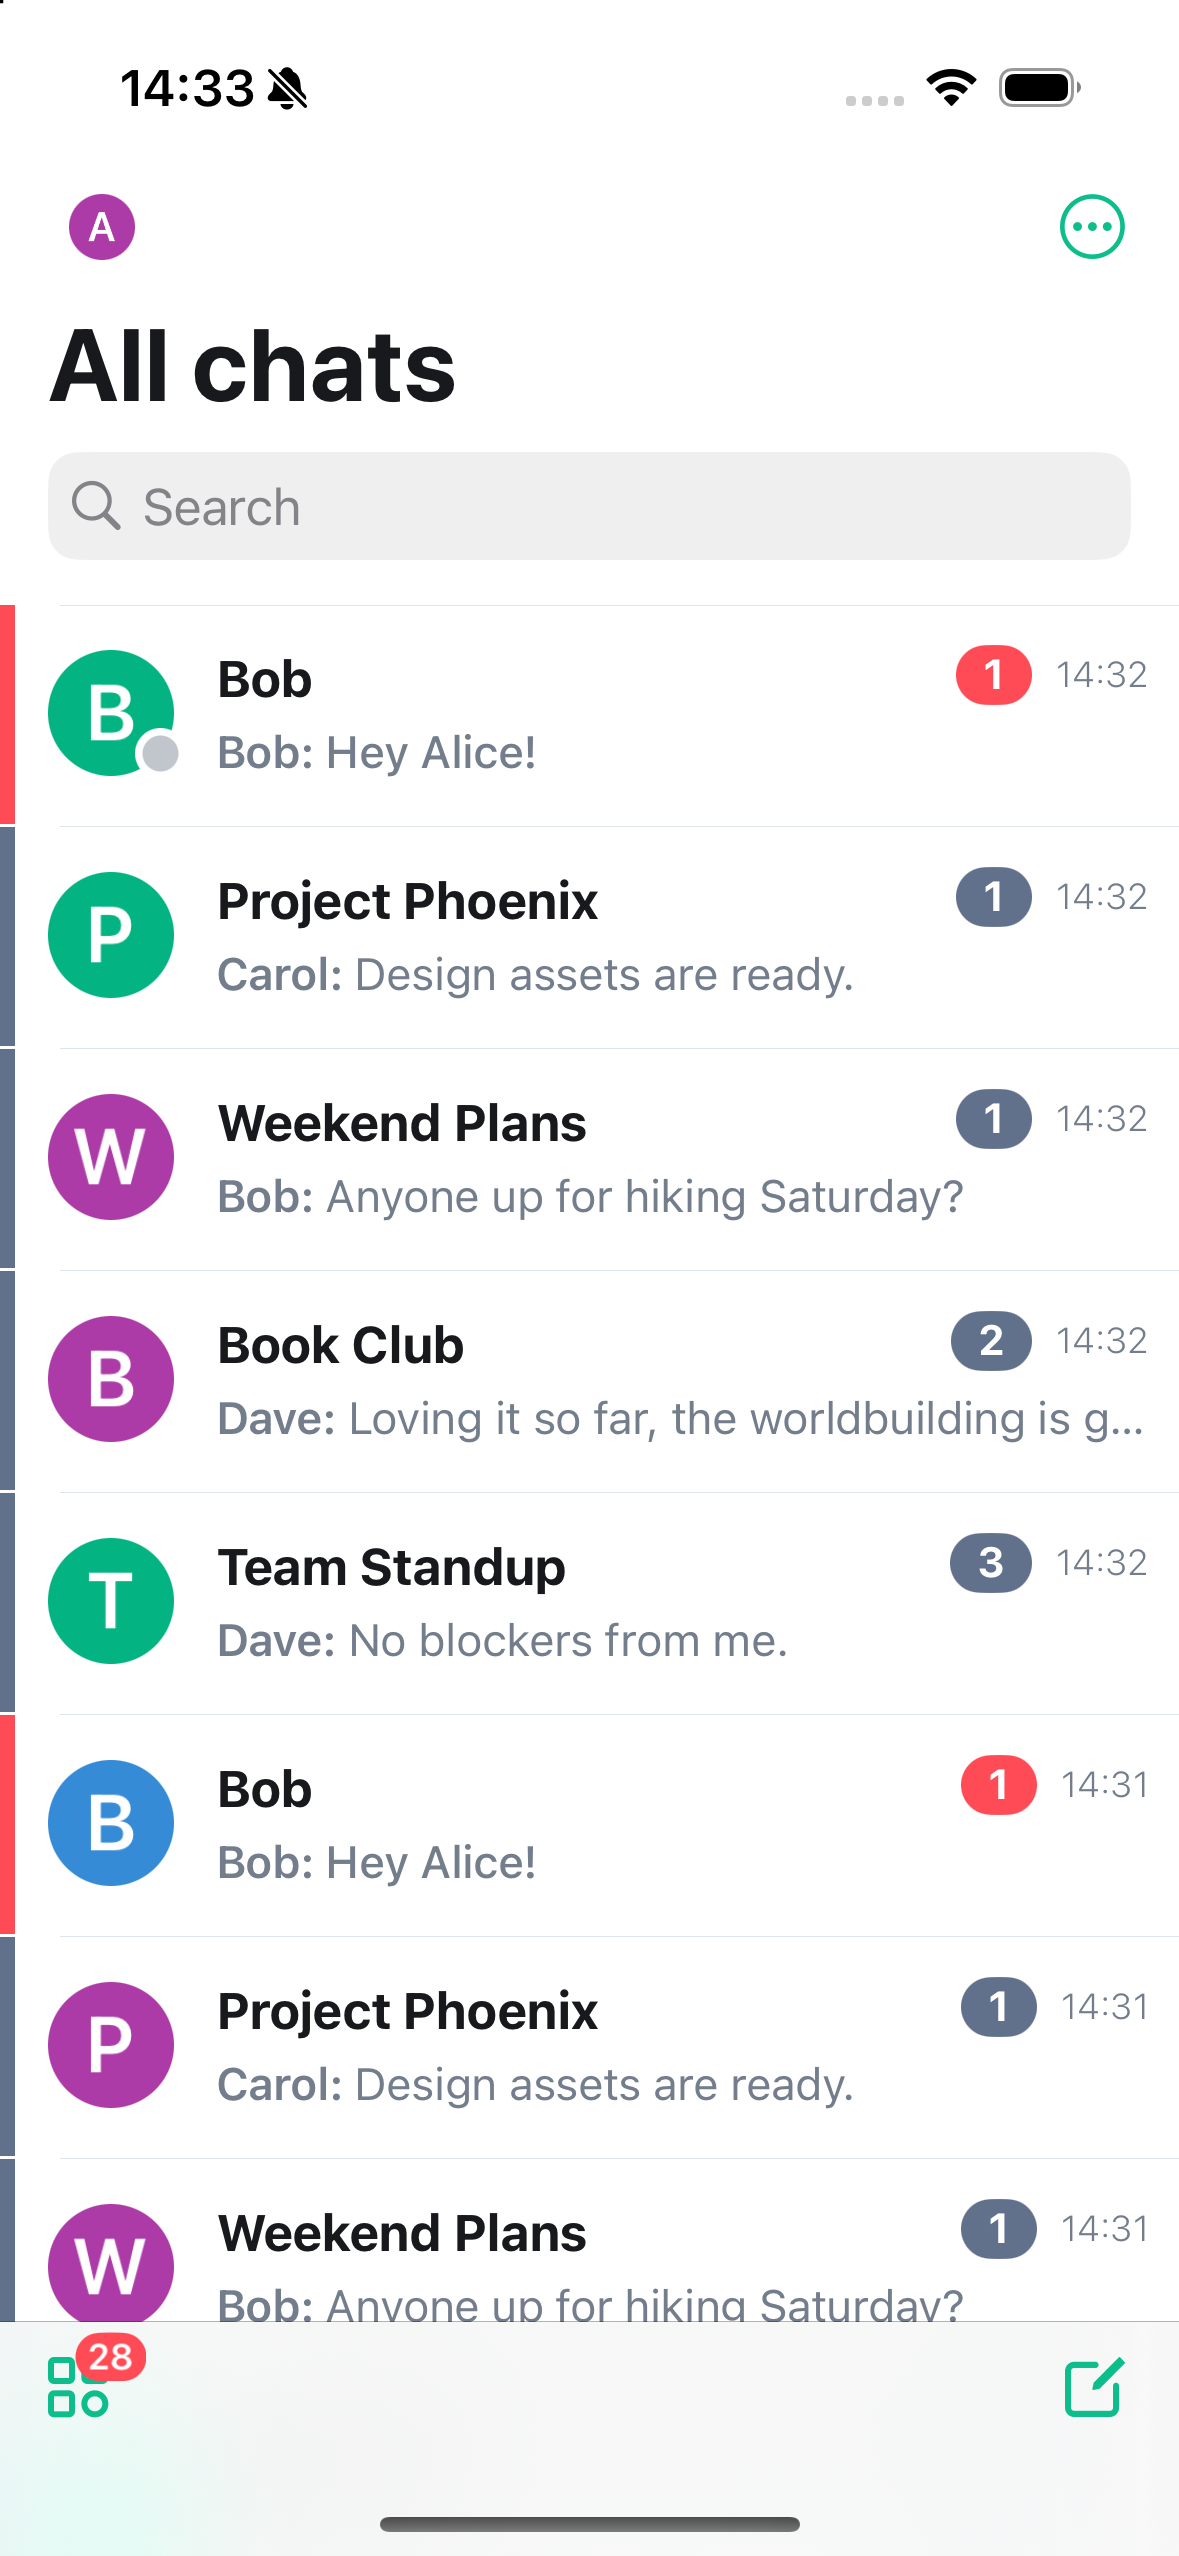 14:33
A
All chats
Search
B
Bob
1
14:32
Bob: Hey Alice!
P
Project Phoenix
1
14:32
Carol: Design assets are ready.
W
Weekend Plans
1
14:32
Bob: Anyone up for hiking Saturday?
B
Book Club
2
14:32
Dave: Loving it so far, the worldbuilding is g...
T
Team Standup
3
14:32
Dave: No blockers from me.
B
Bob
1
14:31
Bob: Hey Alice!
P
Project Phoenix
1
14:31
Carol: Design assets are ready.
W
Weekend Plans
1
14:31
Bob: Anyone up for hiking Saturday?
28